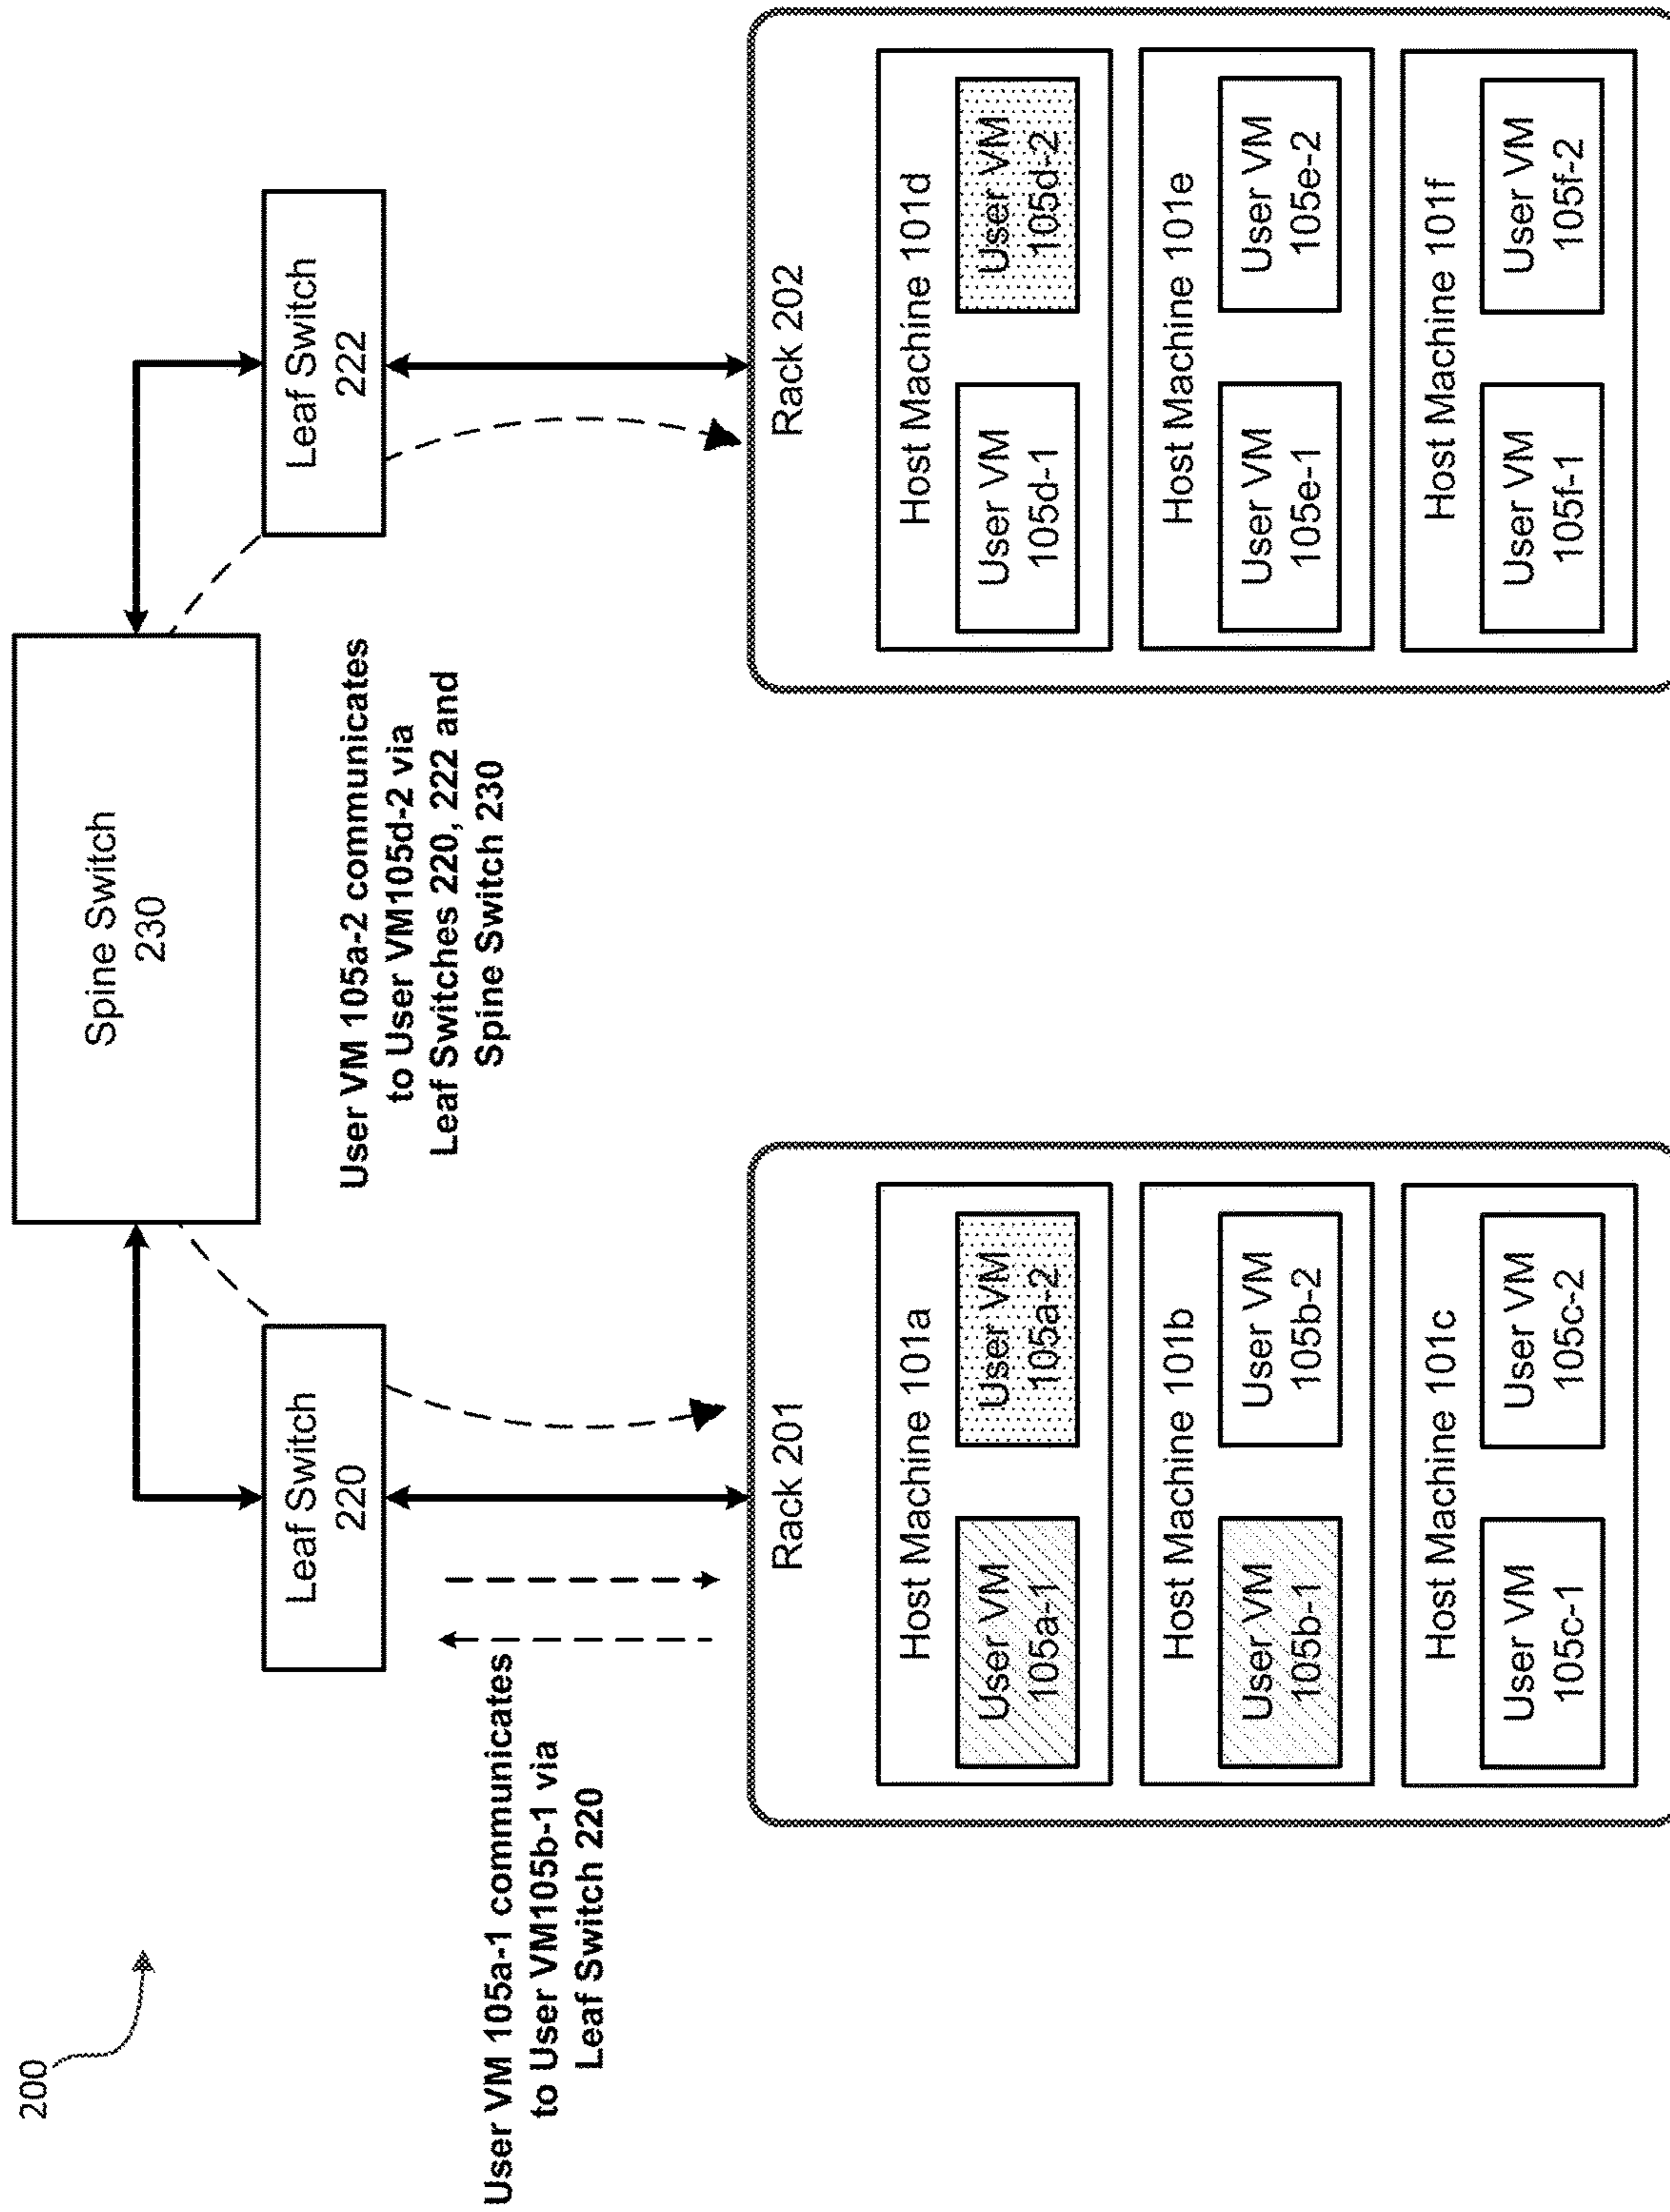 200
Spine Switch
230
Leaf Switch
220
Leaf Switch
222
User VM 105a-2 communicates
to User VM105d-2 via
Leaf Switches 220, 222 and
Spine Switch 230
User VM 105a-1 communicates
to User VM105b-1 via
Leaf Switch 220
Rack 201
Host Machine 101a
User VM
105a-1
User VM
105a-2
Host Machine 101b
User VM
105b-1
User VM
105b-2
Host Machine 101c
User VM
105c-1
User VM
105c-2
Rack 202
Host Machine 101d
User VM
105d-1
User VM
105d-2
Host Machine 101e
User VM
105e-1
User VM
105e-2
Host Machine 101f
User VM
105f-1
User VM
105f-2